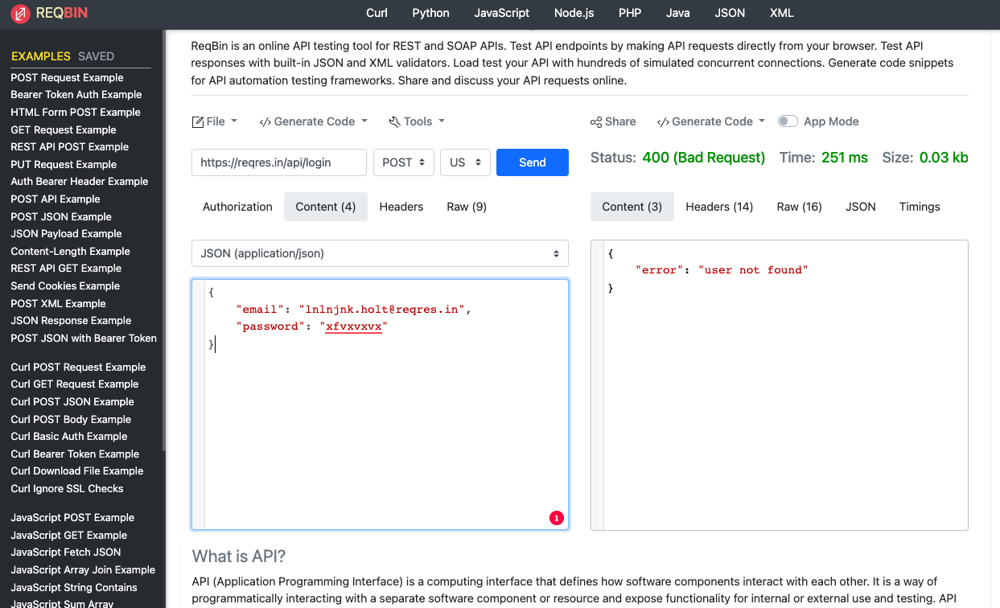 REQBIN
Curl Python JavaScript Node.js PHP Java JSON XML
EXAMPLES SAVED
POST Request Example
Bearer Token Auth Example
HTML Form POST Example
GET Request Example
REST API POST Example
PUT Request Example
Auth Bearer Header Example
POST API Example
POST JSON Example
JSON Payload Example
Content-Length Example
REST API GET Example
Send Cookies Example
POST XML Example
JSON Response Example
POST JSON with Bearer Token
Curl POST Request Example
Curl GET Request Example
Curl POST JSON Example
Curl POST Body Example
Curl Basic Auth Example
Curl Bearer Token Example
Curl Download File Example
Curl Ignore SSL Checks
JavaScript POST Example
JavaScript GET Example
JavaScript Fetch JSON
JavaScript Array Join Example
JavaScript String Contains
JavaScript Sum Array
ReqBin is an online API testing tool for REST and SOAP APIs. Test API endpoints by making API requests directly from your browser. Test API
responses with built-in JSON and XML validators. Load test your API with hundreds of simulated concurrent connections. Generate code snippets
for API automation testing frameworks. Share and discuss your API requests online.
File Generate Code Tools
https://reqres.in/api/login POST US Send
Authorization Content (4) Headers Raw (9)
JSON (application/json)
{
"email": "lnlnjnk.holt@reqres.in",
"password": "xfvxvxvx"
}
1
Share Generate Code App Mode
Status: 400 (Bad Request) Time: 251 ms Size: 0.03 kb
Content (3) Headers (14) Raw (16) JSON Timings
{
"error": "user not found"
}
What is API?
API (Application Programming Interface) is a computing interface that defines how software components interact with each other. It is a way of
programmatically interacting with a separate software component or resource and expose functionality for internal or external use and testing. API